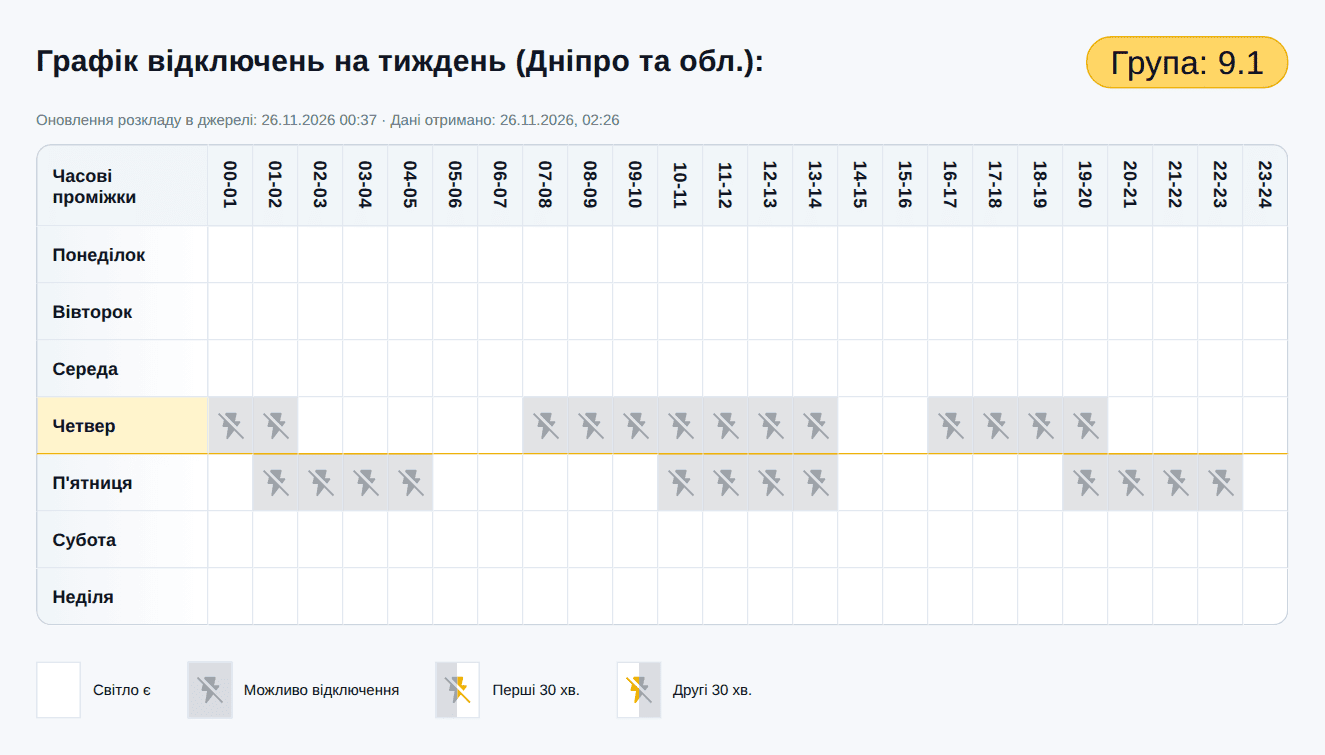 Графік відключень на тиждень (Дніпро та обл.):
Група: 9.1
Оновлення розкладу в джерелі: 26.11.2026 00:37 · Дані отримано: 26.11.2026, 02:26
Часові
проміжки
00-01 01-02 02-03 03-04 04-05 05-06 06-07 07-08 08-09 09-10 10-11 11-12 12-13 13-14 14-15 15-16 16-17 17-18 18-19 19-20 20-21 21-22 22-23 23-24
Понеділок
Вівторок
Середа
Четвер
П'ятниця
Субота
Неділя
Світло є
Можливо відключення
Перші 30 хв.
Другі 30 хв.